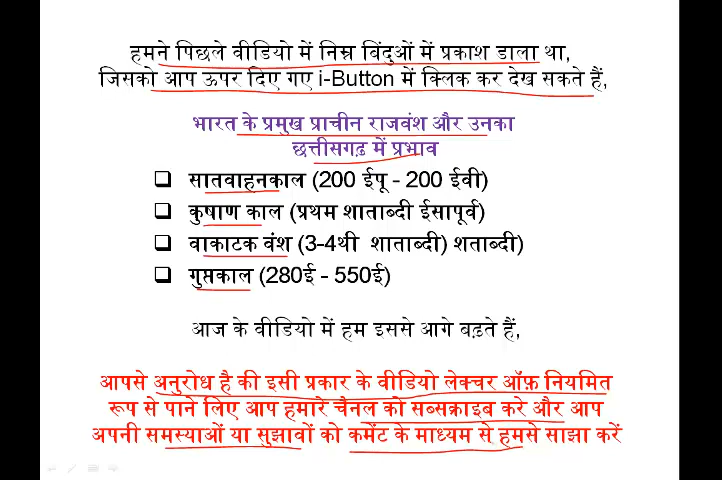 हमने पिछले वीडियो में निम्न बिंदुओं में प्रकाश डाला था,
जिसको आप ऊपर दिए गए i-Button में क्लिक कर देख सकते हैं,
भारत के प्रमुख प्राचीन राजवंश और उनका
छत्तीसगढ़ में प्रभाव
❑ सातवाहनकाल (200 ईपू - 200 ईवी)
❑ कुषाण काल (प्रथम शाताब्दी ईसापूर्व)
❑ वाकाटक वंश (3-4थी शाताब्दी) शताब्दी)
❑ गुप्तकाल (280ई - 550ई)
आज के वीडियो में हम इससे आगे बढ़ते हैं,
आपसे अनुरोध है की इसी प्रकार के वीडियो लेक्चर ऑफ़ नियमित
रूप से पाने लिए आप हमारे चैनल को सब्सक्राइब करे और आप
अपनी समस्याओं या सुझावों को कमेंट के माध्यम से हमसे साझा करें